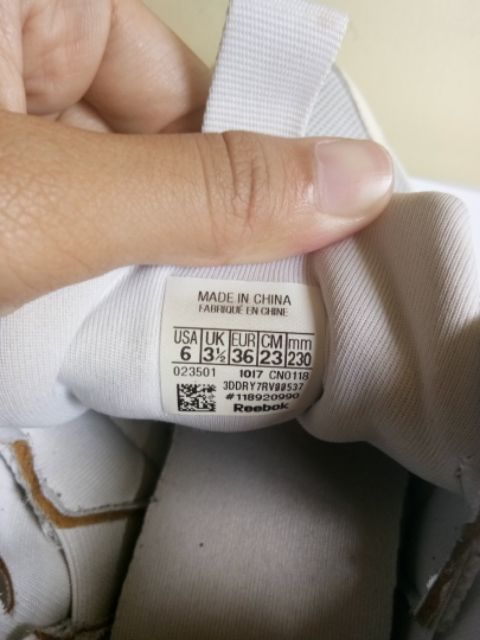 MADE IN CHINA
FABRIQUÉ EN CHINE
USA UK EUR CM mm
6 3½ 36 23 230
023501 1017 CN0118
3DDRY7RV00537
#118920990
Reebok